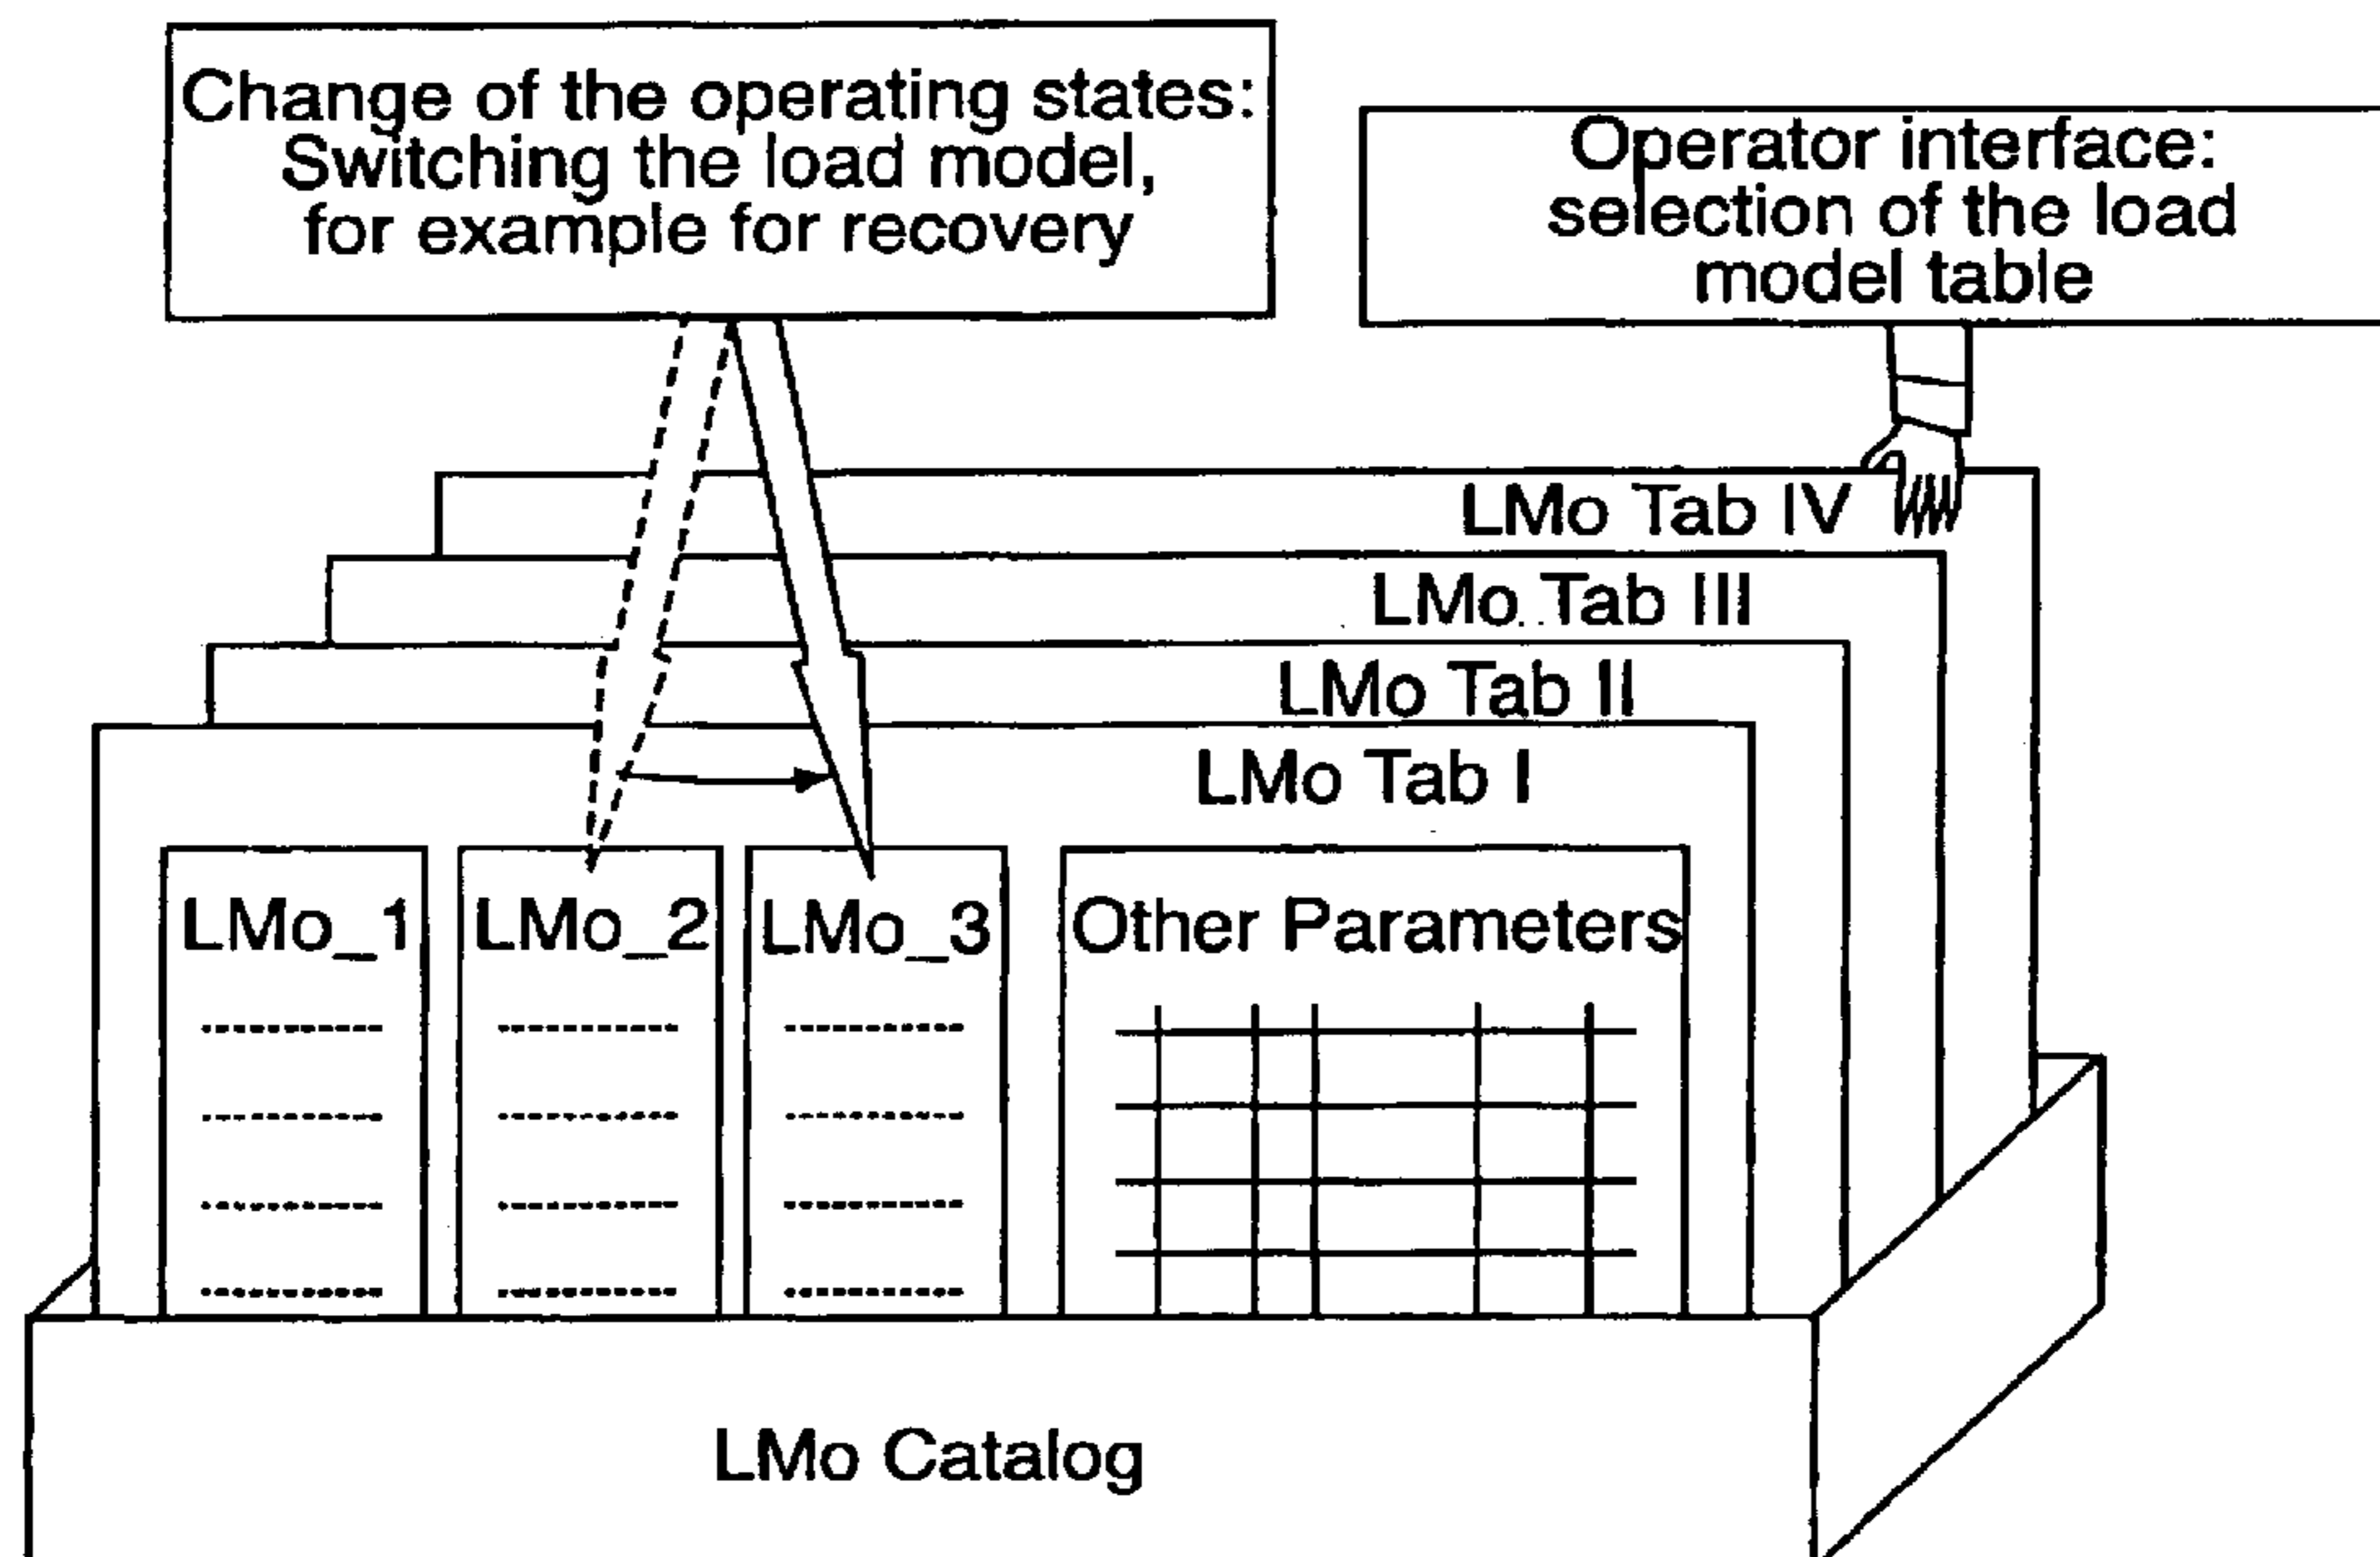 Change of the operating states:
Switching the load model,
for example for recovery
Operator interface:
selection of the load
model table
LMo Tab IV
LMo Tab III
LMo Tab II
LMo Tab I
LMo_1
LMo_2
LMo_3
Other Parameters
LMo Catalog